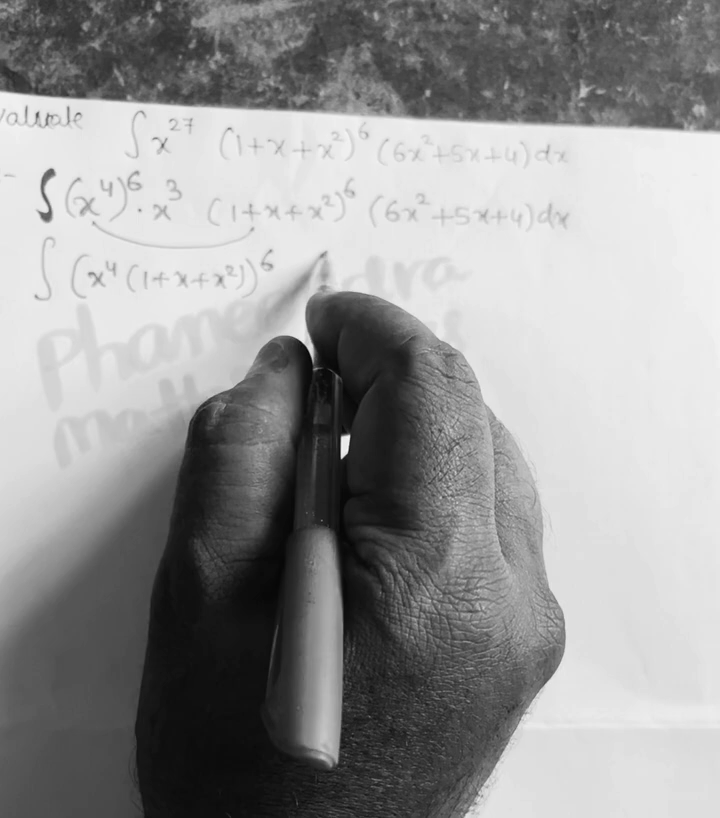 valuate ∫x²⁷ (1+x+x²)⁶ (6x²+5x+4)dx
- ∫(x⁴)⁶·x³ (1+x+x²)⁶ (6x²+5x+4)dx
∫(x⁴(1+x+x²))⁶